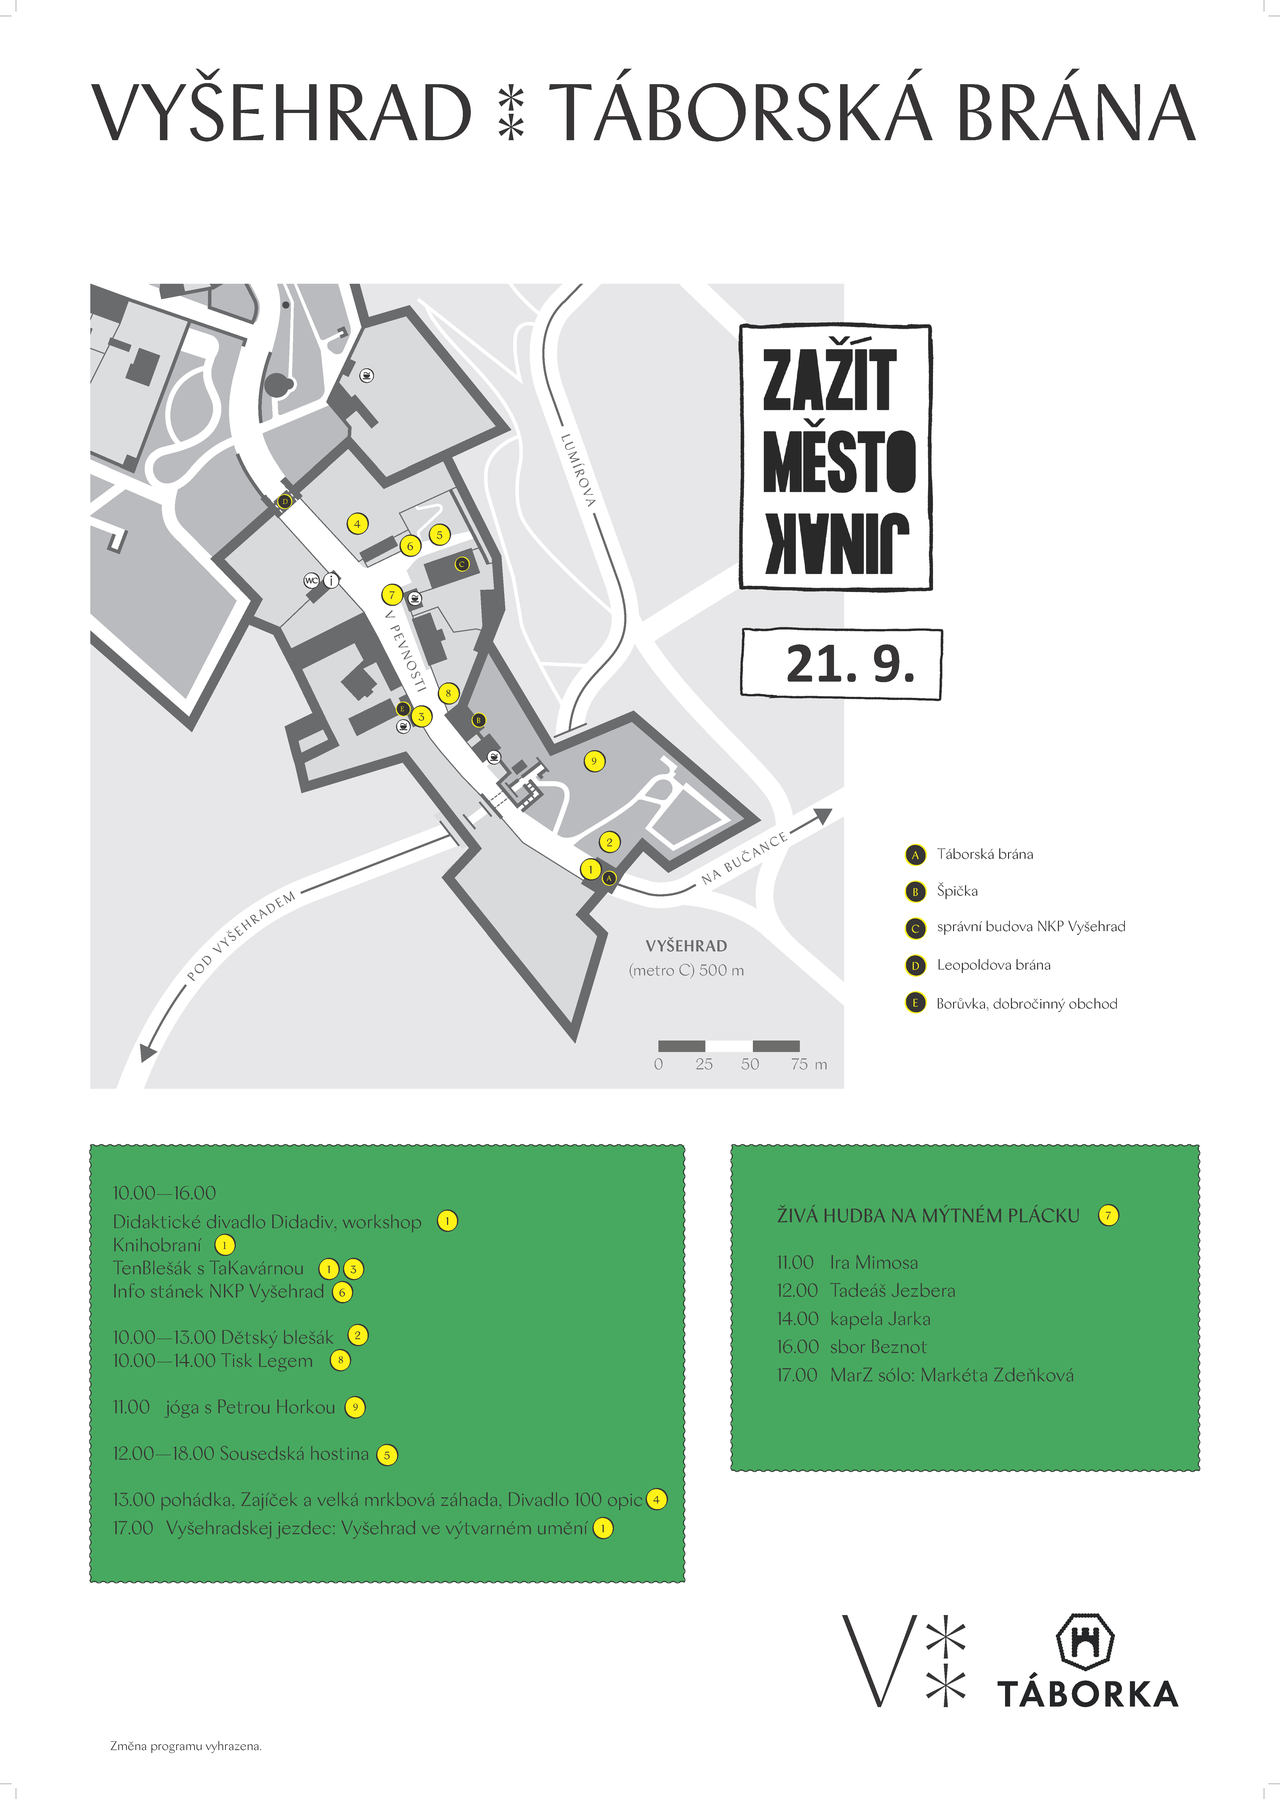 VYŠEHRAD ⁑ TÁBORSKÁ BRÁNA
ZAŽÍT
MĚSTO
JINAK
21. 9.
LUMÍROVA
D
4
5
6
C
WC
i
7
V PEVNOSTI
8
E
3
B
9
2
1
A
NA BUČANCE
POD VYŠEHRADEM
VYŠEHRAD
(metro C) 500 m
0 25 50 75 m
A Táborská brána
B Špička
C správní budova NKP Vyšehrad
D Leopoldova brána
E Borůvka, dobročinný obchod
10.00—16.00
Didaktické divadlo Didadiv, workshop 1
Knihobraní 1
TenBlešák s TaKavárnou 1 3
Info stánek NKP Vyšehrad 6
10.00—13.00 Dětský blešák 2
10.00—14.00 Tisk Legem 8
11.00 jóga s Petrou Horkou 9
12.00—18.00 Sousedská hostina 5
13.00 pohádka, Zajíček a velká mrkbová záhada, Divadlo 100 opic 4
17.00 Vyšehradskej jezdec: Vyšehrad ve výtvarném umění 1
ŽIVÁ HUDBA NA MÝTNÉM PLÁCKU 7
11.00 Ira Mimosa
12.00 Tadeáš Jezbera
14.00 kapela Jarka
16.00 sbor Beznot
17.00 MarZ sólo: Markéta Zdeňková
V⁑
TÁBORKA
Změna programu vyhrazena.